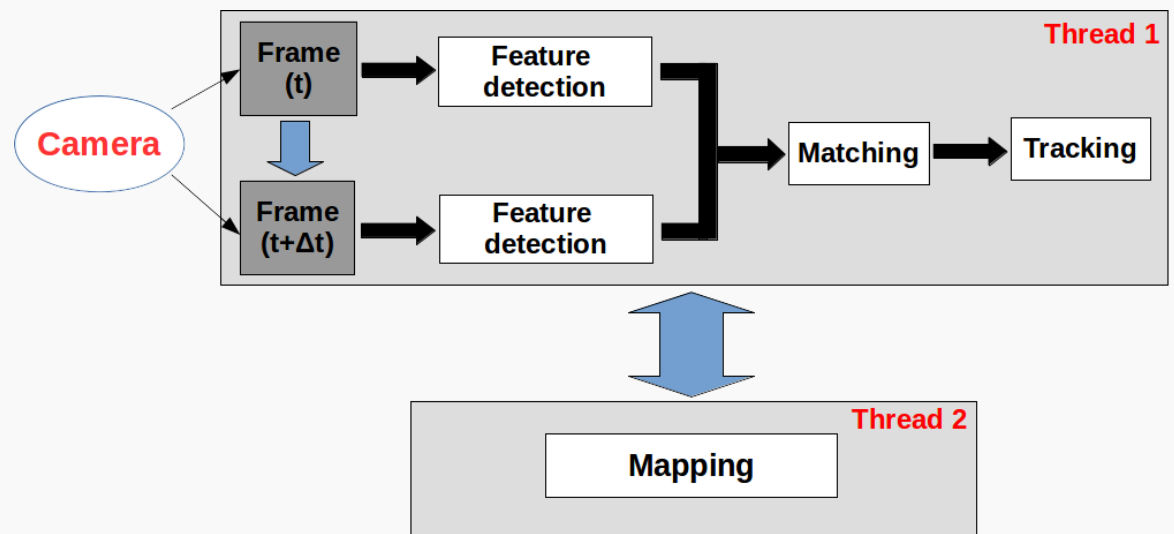 Thread 1
Camera
Frame
(t)
Feature
detection
Frame
(t+Δt)
Feature
detection
Matching
Tracking
Thread 2
Mapping